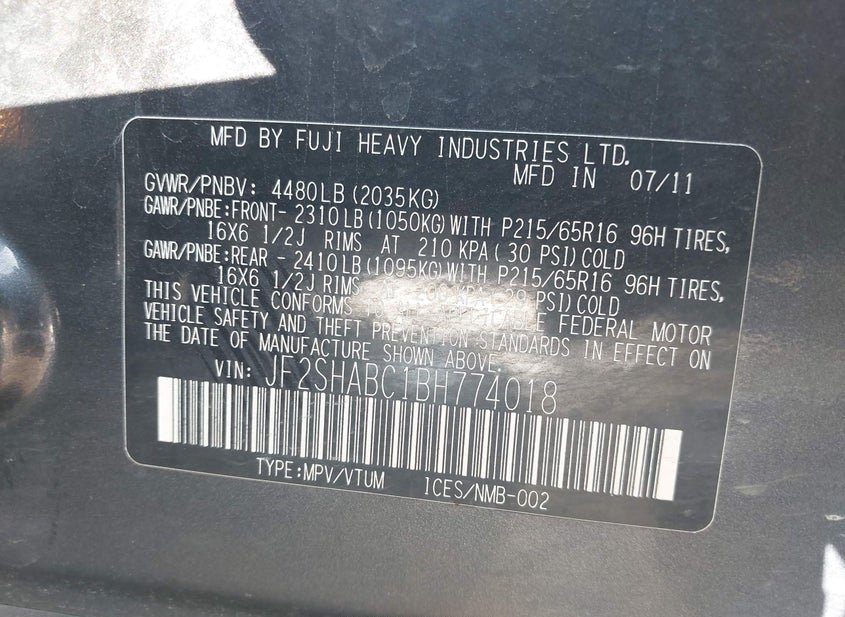 MFD BY FUJI HEAVY INDUSTRIES LTD.
MFD IN 07/11
GVWR/PNBV: 4480LB (2035KG)
GAWR/PNBE:FRONT- 2310LB (1050KG) WITH P215/65R16 96H TIRES,
16X6 1/2J RIMS AT 210 KPA ( 30 PSI) COLD
GAWR/PNBE:REAR - 2410LB (1095KG) WITH P215/65R16 96H TIRES,
16X6 1/2J RIMS KPA PSI) COLD
THIS VEHICLE CONFORMS FEDERAL MOTOR
VEHICLE SAFETY AND THEFT PREVENTION STANDARDS IN EFFECT ON
THE DATE OF MANUFACTURE SHOWN ABOVE.
VIN: JF2SHABC1BH774018
TYPE:MPV/VTUM ICES/NMB-002